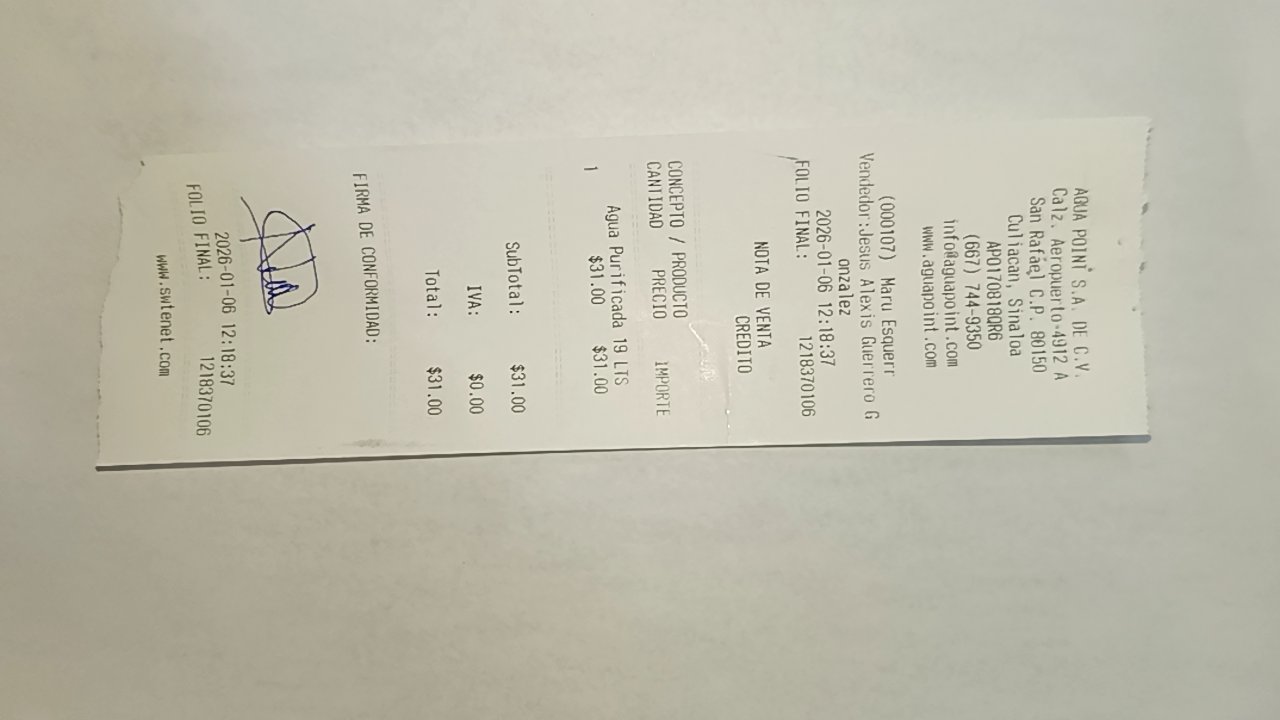 AGUA POINT S.A. DE C.V.
Calz. Aeropuerto 4912 A
San Rafael C.P. 80150
Culiacan, Sinaloa
APO170818QR6
(667) 744-9350
info@aguapoint.com
www.aguapoint.com
(000107) Maru Esquerr
Vendedor:Jesus Alexis Guerrero G
onzalez
2026-01-06 12:18:37
FOLIO FINAL: 1218370106
NOTA DE VENTA
CREDITO
CONCEPTO / PRODUCTO
CANTIDAD PRECIO IMPORTE
Agua Purificada 19 LTS
1 $31.00 $31.00
SubTotal: $31.00
IVA: $0.00
Total: $31.00
FIRMA DE CONFORMIDAD:
2026-01-06 12:18:37
FOLIO FINAL: 1218370106
www.swtenet.com